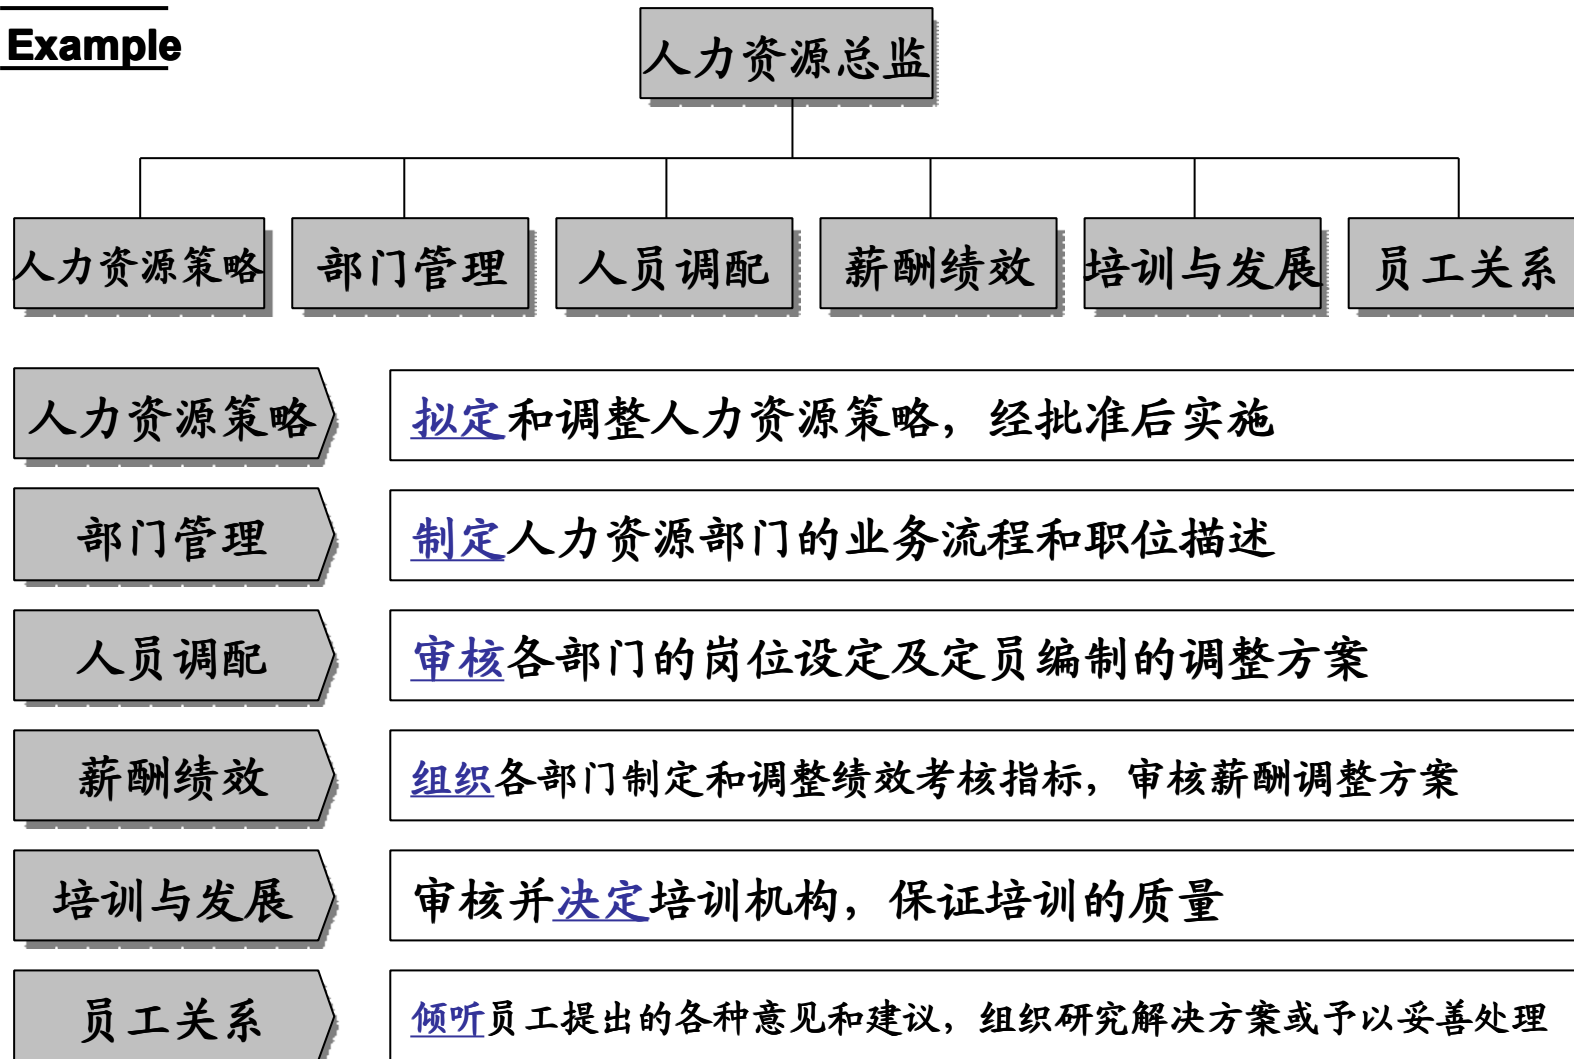 Example
人力资源总监
人力资源策略
部门管理
人员调配
薪酬绩效
培训与发展
员工关系
人力资源策略
拟定和调整人力资源策略，经批准后实施
部门管理
制定人力资源部门的业务流程和职位描述
人员调配
审核各部门的岗位设定及定员编制的调整方案
薪酬绩效
组织各部门制定和调整绩效考核指标，审核薪酬调整方案
培训与发展
审核并决定培训机构，保证培训的质量
员工关系
倾听员工提出的各种意见和建议，组织研究解决方案或予以妥善处理